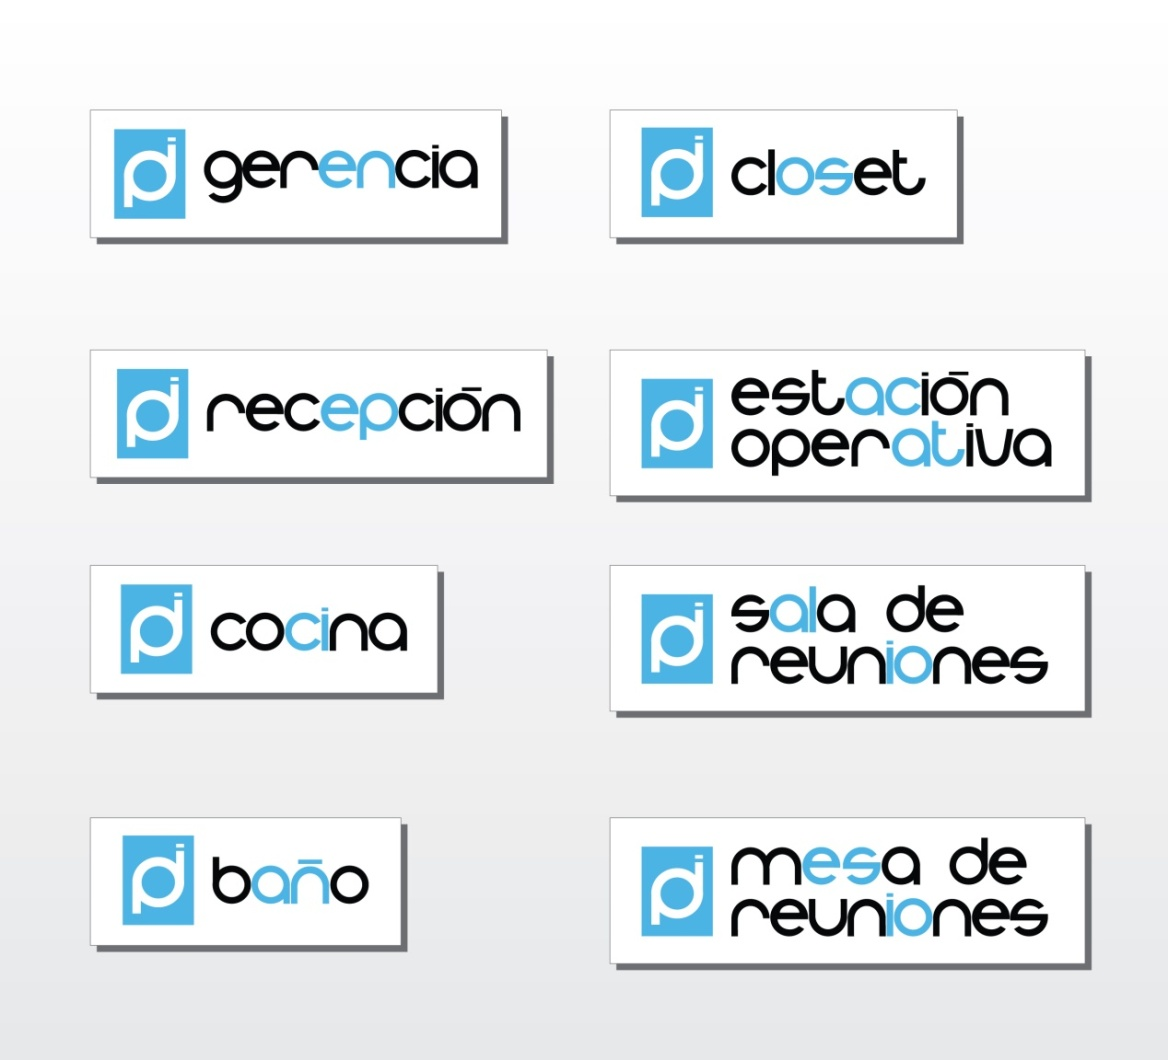 gerencia
closet
recepción
estación
operativa
cocina
sala de
reuniones
baño
mesa de
reuniones